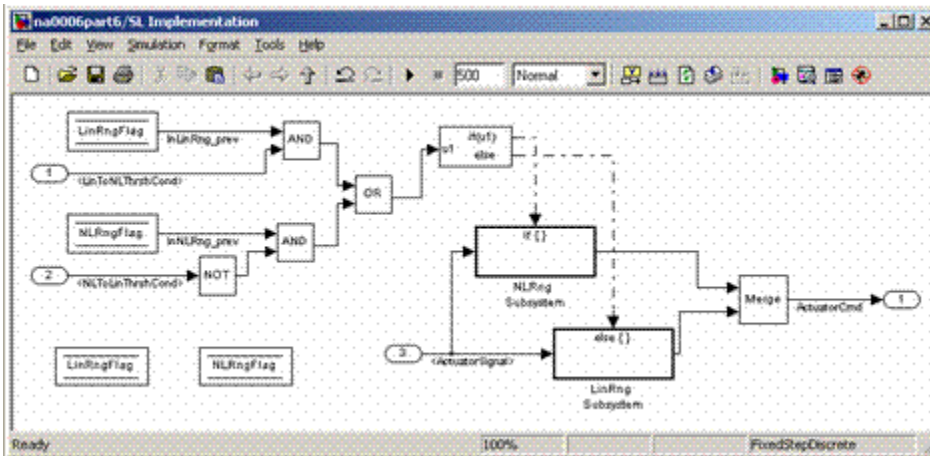 na0006part6/SL Implementation
File Edit View Simulation Format Tools Help
500 Normal
LinRngFlag
InLinRng_prev
AND
1
<LinToNLThrshCond>
if(u1)
u1
else
OR
NLRngFlag
InNLRng_prev
AND
2
NOT
<NLToLinThrshCond>
if { }
NLRng
Subsystem
Merge
ActuatorCmd
1
else { }
3
<ActuatorSignal>
LinRng
Subsystem
LinRngFlag
NLRngFlag
Ready 100% FixedStepDiscrete